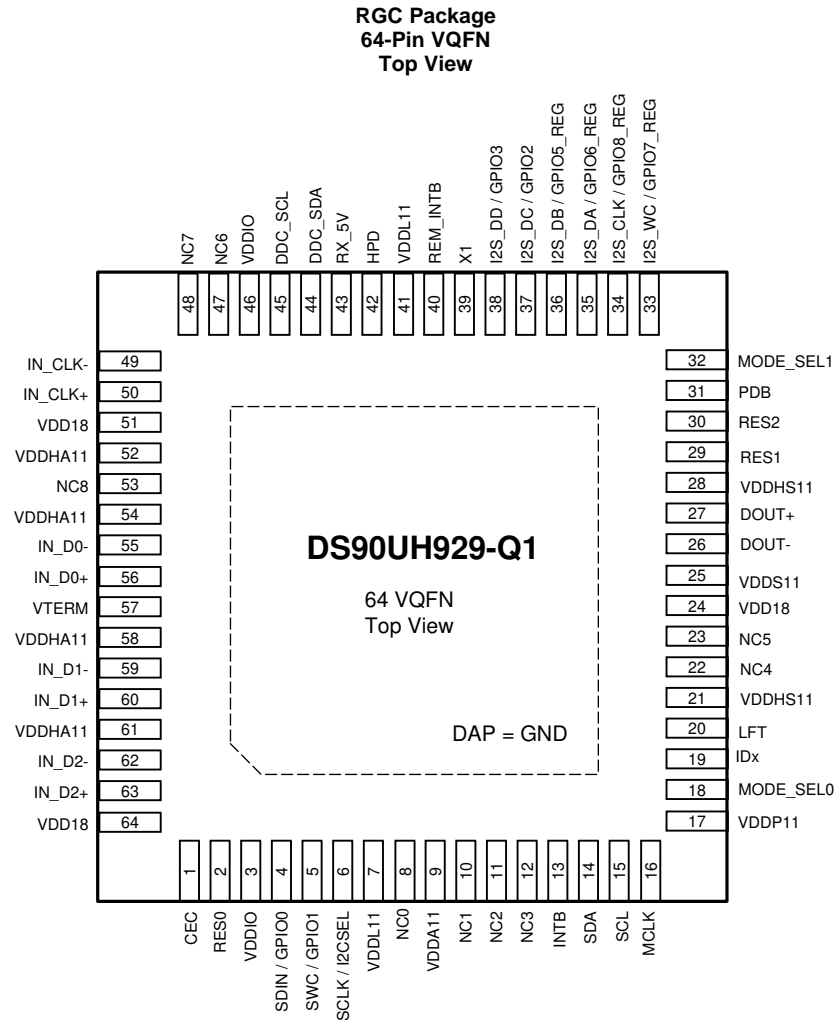 RGC Package
64-Pin VQFN
Top View
NC7
NC6
VDDIO
DDC_SCL
DDC_SDA
RX_5V
HPD
VDDL11
REM_INTB
X1
I2S_DD / GPIO3
I2S_DC / GPIO2
I2S_DB / GPIO5_REG
I2S_DA / GPIO6_REG
I2S_CLK / GPIO8_REG
I2S_WC / GPIO7_REG
48
47
46
45
44
43
42
41
40
39
38
37
36
35
34
33
IN_CLK- 49
IN_CLK+ 50
VDD18 51
VDDHA11 52
NC8 53
VDDHA11 54
IN_D0- 55
IN_D0+ 56
VTERM 57
VDDHA11 58
IN_D1- 59
IN_D1+ 60
VDDHA11 61
IN_D2- 62
IN_D2+ 63
VDD18 64
DS90UH929-Q1
64 VQFN
Top View
DAP = GND
32 MODE_SEL1
31 PDB
30 RES2
29 RES1
28 VDDHS11
27 DOUT+
26 DOUT-
25 VDDS11
24 VDD18
23 NC5
22 NC4
21 VDDHS11
20 LFT
19 IDx
18 MODE_SEL0
17 VDDP11
1
2
3
4
5
6
7
8
9
10
11
12
13
14
15
16
CEC
RES0
VDDIO
SDIN / GPIO0
SWC / GPIO1
SCLK / I2CSEL
VDDL11
NC0
VDDA11
NC1
NC2
NC3
INTB
SDA
SCL
MCLK